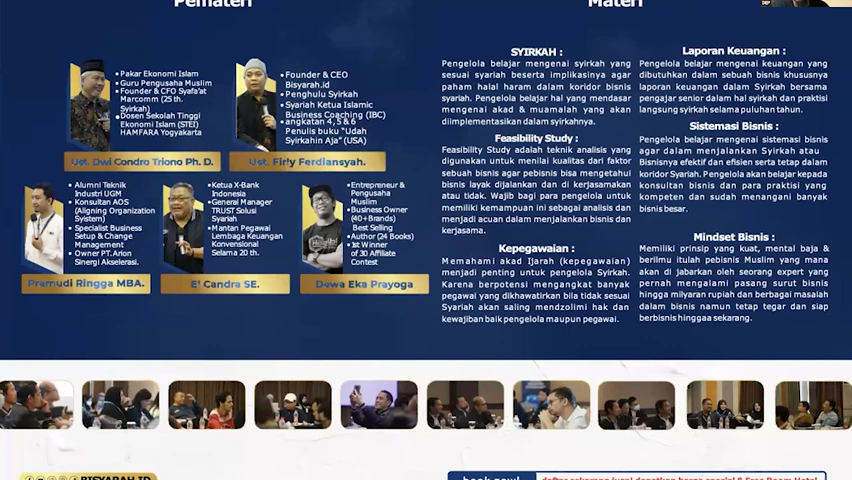 Pemateri
• Pakar Ekonomi Islam
• Guru Pengusaha Muslim
• Founder & CFO Syafa'at
Marcomm (25 th.
Syirkah)
• Dosen Sekolah Tinggi
Ekonomi Islam (STEI)
HAMFARA Yogyakarta
Ust. Dwi Condro Triono Ph. D.
• Founder & CEO
Bisyarah.id
• Penghulu Syirkah
• Syariah Ketua Islamic
Business Coaching (IBC)
• angkatan 4, 5 & 6
Penulis buku "Udah
Syirkahin Aja" (USA)
Ferdiansyah.
• Alumni Teknik
Industri UGM
• Konsultan AOS
(Aligning Organization
System)
• Specialist Business
Setup & Change
Management
• Owner PT.Arion
Sinergi Akselerasi.
Pramudi Ringga MBA.
• Ketua X-Bank
Indonesia
• General Manager
TRUST Solusi
Syariah
• Mantan Pegawai
Lembaga Keuangan
Konvensional
Selama 20 th.
Candra SE.
• Entrepreneur &
Pengusaha
Muslim
• Business Owner
(40+ Brands)
Best Selling
• Author (24 Books)
• 1st Winner
of 30 Affiliate
Contest
Dewa Eka Prayoga
Materi
SYIRKAH :
Pengelola belajar mengenai syirkah yang
sesuai syariah beserta implikasinya agar
paham halal haram dalam koridor bisnis
syariah. Pengelola belajar hal yang mendasar
mengenai akad & muamalah yang akan
diimplementasikan dalam syirkahnya.
Feasibility Study :
Feasibility Study adalah teknik analisis yang
digunakan untuk menilai kualitas dari faktor
sebuah bisnis agar pebisnis bisa mengetahui
bisnis layak dijalankan dan di kerjasamakan
atau tidak. Wajib bagi para pengelola untuk
memiliki kemampuan ini sebagai analisis dan
menjadi acuan dalam menjalankan bisnis dan
kerjasama.
Kepegawaian :
Memahami akad Ijarah (kepegawaian)
menjadi penting untuk pengelola Syirkah.
Karena berpotensi mengangkat banyak
pegawai yang dikhawatirkan bila tidak sesuai
Syariah akan saling mendzolimi hak dan
kewajiban baik pengelola maupun pegawai.
Laporan Keuangan :
Pengelola belajar mengenai keuangan yang
dibutuhkan dalam sebuah bisnis khususnya
laporan keuangan dalam Syirkah bersama
pengajar senior dalam hal syirkah dan praktisi
langsung syirkah selama puluhan tahun.
Sistemasi Bisnis :
Pengelola belajar mengenai sistemasi bisnis
agar dalam menjalankan Syirkah atau
Bisnisnya efektif dan efisien serta tetap dalam
koridor Syariah. Pengelola akan belajar kepada
konsultan bisnis dan para praktisi yang
kompeten dan sudah menangani banyak
bisnis besar.
Mindset Bisnis :
Memiliki prinsip yang kuat, mental baja &
berilmu itulah pebisnis Muslim yang mana
akan di jabarkan oleh seorang expert yang
pernah mengalami pasang surut bisnis
hingga milyaran rupiah dan berbagai masalah
dalam bisnis namun tetap tegar dan siap
berbisnis hinggaa sekarang.
BISYARAH.ID
book now!